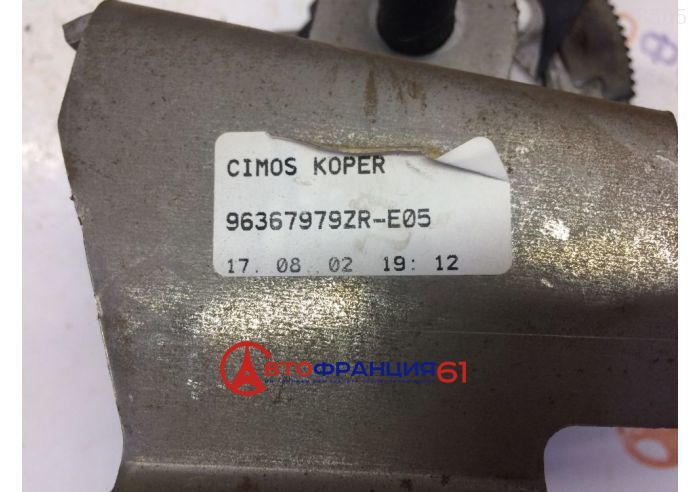 CIMOS KOPER
96367979ZR-E05
17. 08 02 19: 12
АВТОФРАНЦИЯ61